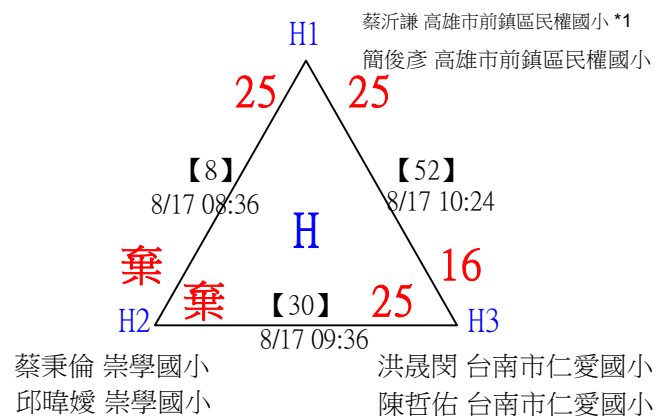 蔡沂謙 高雄市前鎮區民權國小 *1
H1
簡俊彥 高雄市前鎮區民權國小
25
25
【8】
【52】
8/17 08:36
8/17 10:24
H
棄
16
棄
【30】
25
H2
H3
8/17 09:36
蔡秉倫 崇學國小
洪晟閔 台南市仁愛國小
邱暐嫒 崇學國小
陳哲佑 台南市仁愛國小